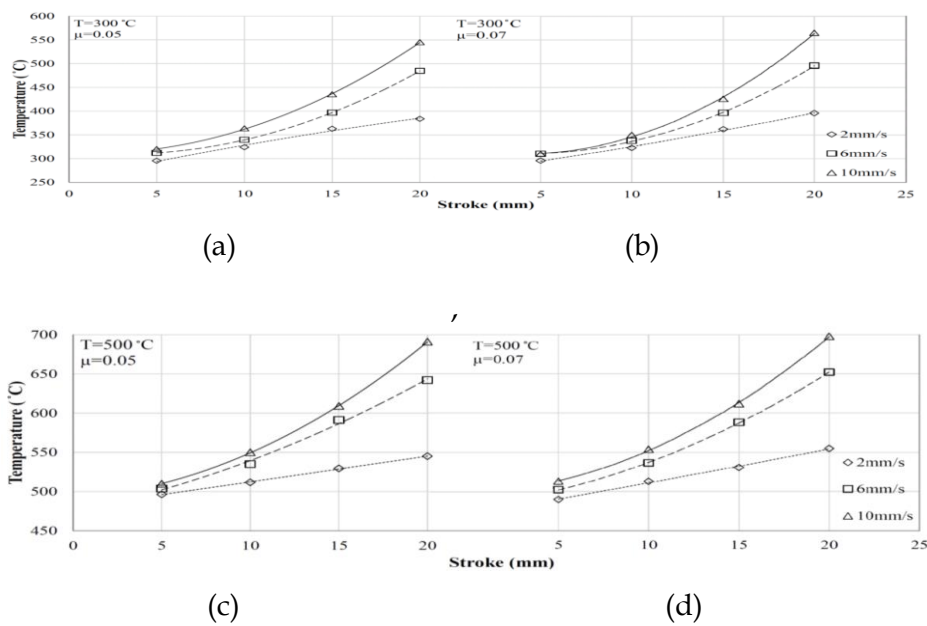 T=300 °C
μ=0.05
T=300 °C
μ=0.07
Temperature (°C)
600
550
500
450
400
350
300
250
0 5 10 15 20 5 10 15 20 25
Stroke (mm)
2mm/s
6mm/s
10mm/s
(a) (b)
,
T=500 °C
μ=0.05
T=500 °C
μ=0.07
Temperature (°C)
700
650
600
550
500
450
0 5 10 15 20 5 10 15 20 25
Stroke (mm)
2mm/s
6mm/s
10mm/s
(c) (d)